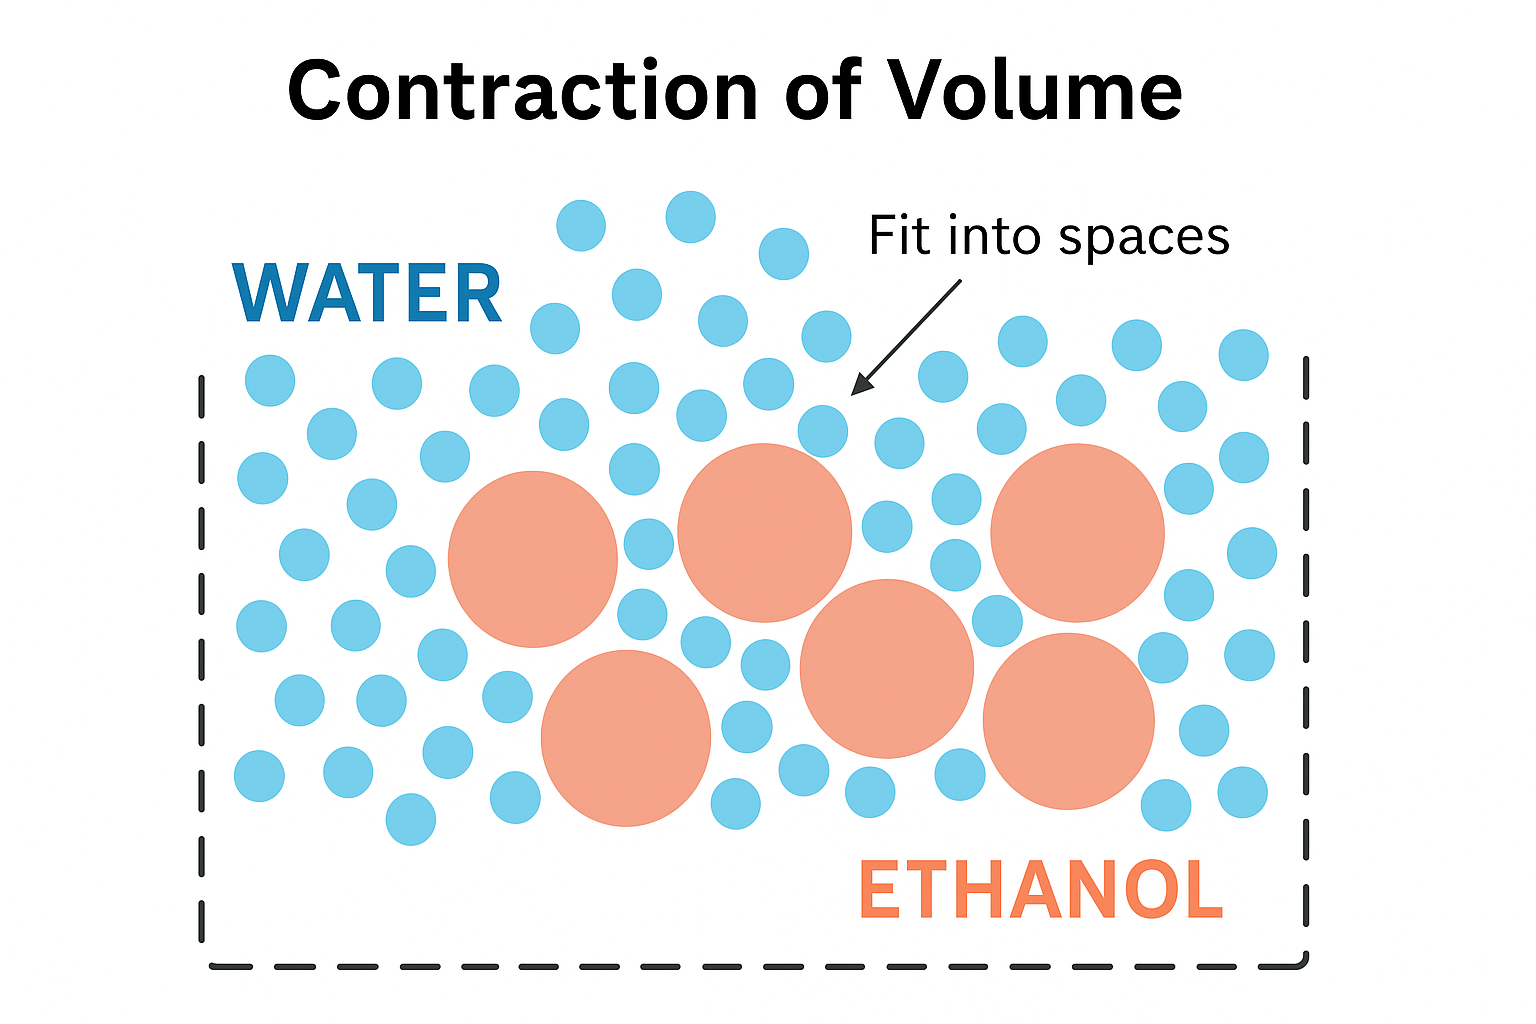 Contraction of Volume
Fit into spaces
WATER
ETHANOL